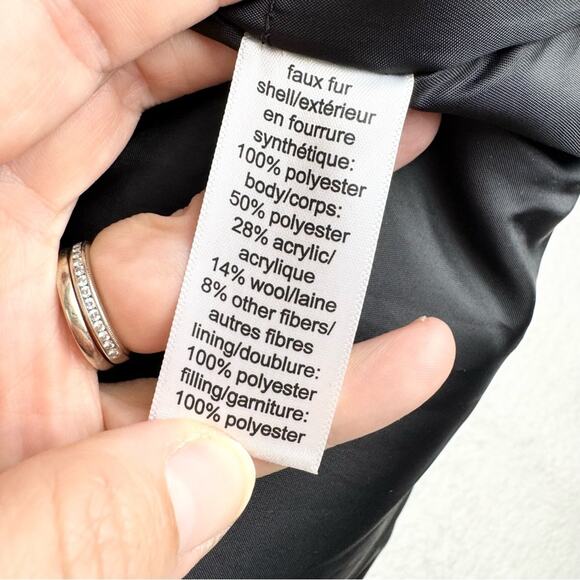 faux fur
shell/extérieur
en fourrure
synthétique:
100% polyester
body/corps:
50% polyester
28% acrylic/
acrylique
14% wool/laine
8% other fibers/
autres fibres
lining/doublure:
100% polyester
filling/garniture:
100% polyester